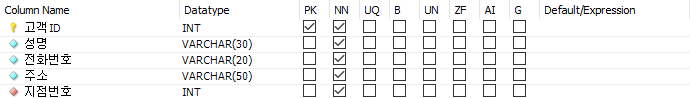 Column Name Datatype PK NN UQ B UN ZF AI G Default/Expression
고객ID INT
성명 VARCHAR(30)
전화번호 VARCHAR(20)
주소 VARCHAR(50)
지점번호 INT